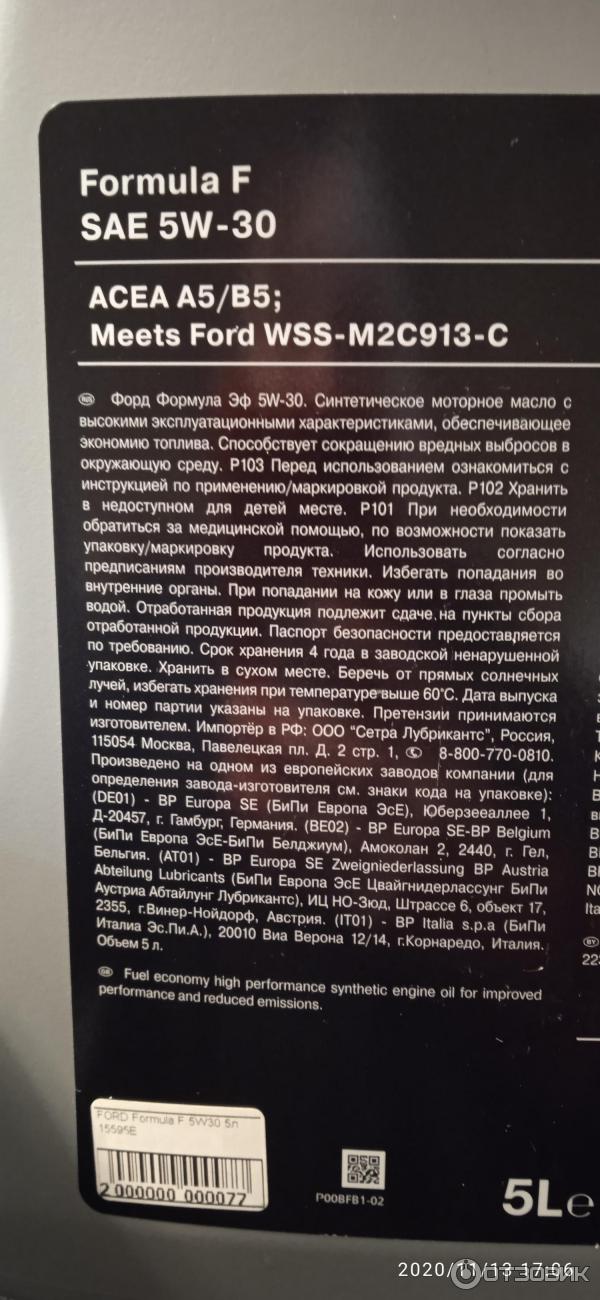 Formula F
SAE 5W-30
ACEA A5/B5;
Meets Ford WSS-M2C913-C
RUS Форд Формула Эф 5W-30. Синтетическое моторное масло с
высокими эксплуатационными характеристиками, обеспечивающее
экономию топлива. Способствует сокращению вредных выбросов в
окружающую среду. P103 Перед использованием ознакомиться с
инструкцией по применению/маркировкой продукта. P102 Хранить
в недоступном для детей месте. P101 При необходимости
обратиться за медицинской помощью, по возможности показать
упаковку/маркировку продукта. Использовать согласно
предписаниям производителя техники. Избегать попадания во
внутренние органы. При попадании на кожу или в глаза промыть
водой. Отработанная продукция подлежит сдаче на пункты сбора
отработанной продукции. Паспорт безопасности предоставляется
по требованию. Срок хранения 4 года в заводской ненарушенной
упаковке. Хранить в сухом месте. Беречь от прямых солнечных
лучей, избегать хранения при температуре выше 60°С. Дата выпуска
и номер партии указаны на упаковке. Претензии принимаются
изготовителем. Импортёр в РФ: ООО "Сетра Лубрикантс", Россия,
115054 Москва, Павелецкая пл. Д. 2 стр. 1, 8-800-770-0810.
Произведено на одном из европейских заводов компании (для
определения завода-изготовителя см. знаки кода на упаковке):
(DE01) - BP Europa SE (БиПи Европа ЭсЕ), Юберзееаллее 1,
Д-20457, г. Гамбург, Германия. (BE02) - BP Europa SE-BP Belgium
(БиПи Европа ЭсЕ-БиПи Белджиум), Амоколан 2, 2440, г. Гел,
Бельгия. (AT01) - BP Europa SE Zweigniederlassung BP Austria
Abteilung Lubricants (БиПи Европа ЭсЕ Цвайгнидерлассунг БиПи
Аустриа Абтайлунг Лубрикантс), ИЦ НО-Зюд, Штрассе 6, объект 17,
2355, г.Винер-Нойдорф, Австрия. (IT01) - BP Italia s.p.a (БиПи
Италиа Эс.Пи.А.), 20010 Виа Верона 12/14, г.Корнаредо, Италия.
Объем 5 л.
GB Fuel economy high performance synthetic engine oil for improved
performance and reduced emissions.
BY
FORD Formula F 5W30 5л
15595E
2 000000 000077
P00BFB1-02
5L e
2020/11/13 17:06
ОТЗОВИК